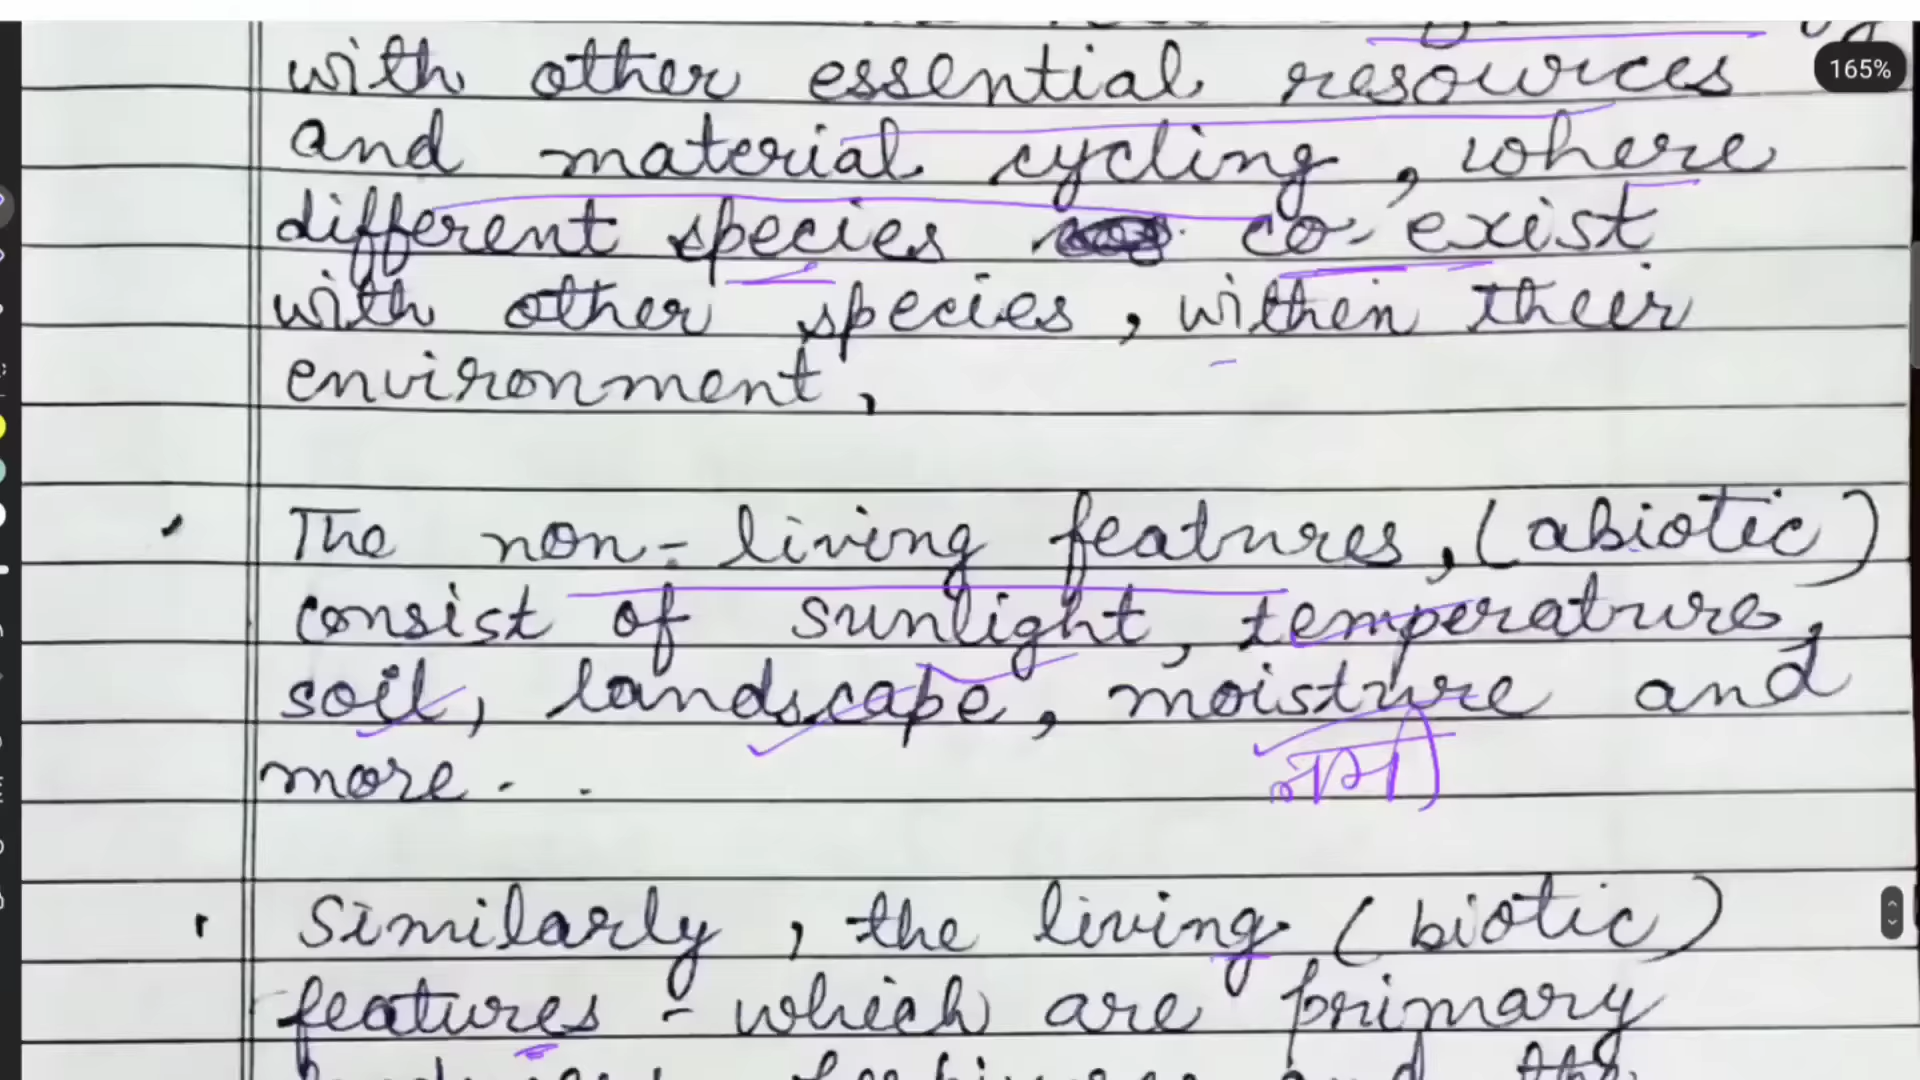 165%
with other essential resources
and material cycling, where
different species co-exist
with other species, within their
environment,
The non-living features, (abiotic)
consist of sunlight, temperature,
soil, landscape, moisture and
more..
नमी
Similarly, the living (biotic)
features - which are primary